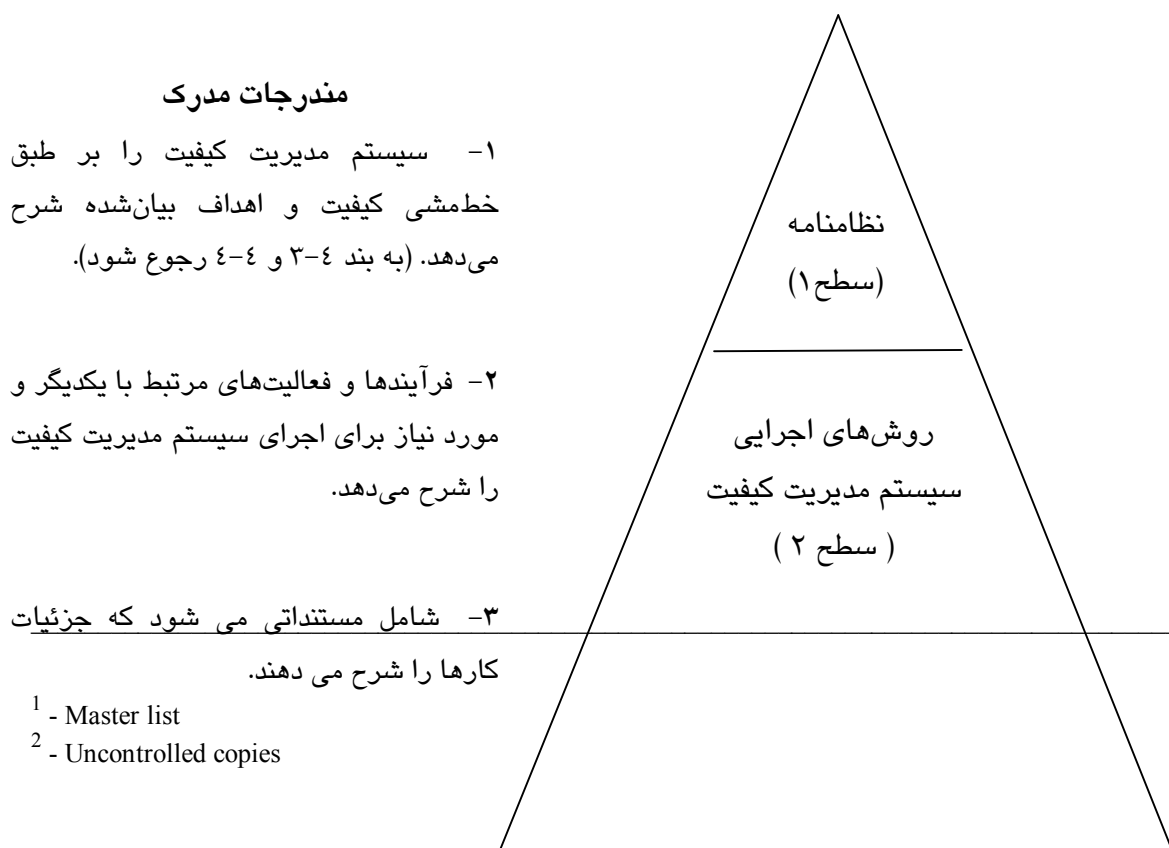 مندرجات مدرک
۱- سیستم مدیریت کیفیت را بر طبق
خط‌مشی کیفیت و اهداف بیان‌شده شرح
می‌دهد. (به بند ٤-۳ و ٤-٤ رجوع شود).
۲- فرآیندها و فعالیت‌های مرتبط با یکدیگر و
مورد نیاز برای اجرای سیستم مدیریت کیفیت
را شرح می‌دهد.
۳- شامل مستنداتی می شود که جزئیات
کارها را شرح می دهند.
نظامنامه
(سطح۱)
روش‌های اجرایی
سیستم مدیریت کیفیت
( سطح ۲ )
1 - Master list
2 - Uncontrolled copies